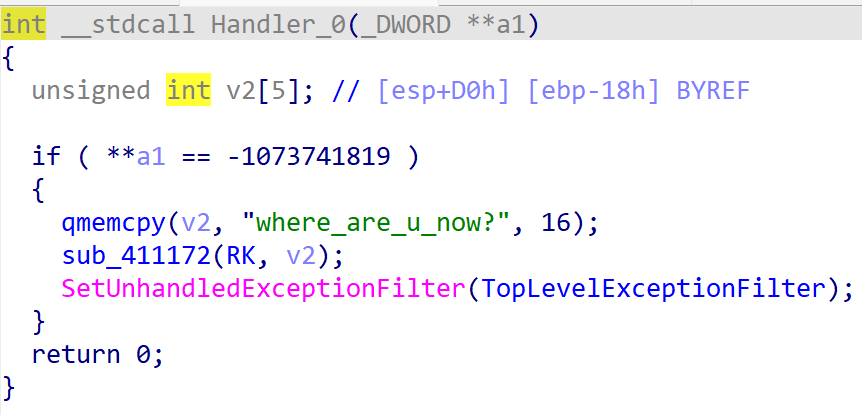 int __stdcall Handler_0(_DWORD **a1)
{
  unsigned int v2[5]; // [esp+D0h] [ebp-18h] BYREF

  if ( **a1 == -1073741819 )
  {
    qmemcpy(v2, "where_are_u_now?", 16);
    sub_411172(RK, v2);
    SetUnhandledExceptionFilter(TopLevelExceptionFilter);
  }
  return 0;
}